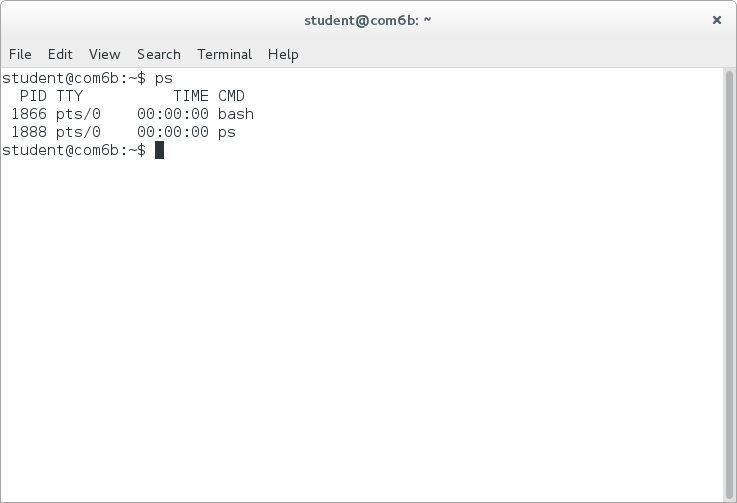 student@com6b: ~
File Edit View Search Terminal Help
student@com6b:~$ ps
  PID TTY          TIME CMD
 1866 pts/0    00:00:00 bash
 1888 pts/0    00:00:00 ps
student@com6b:~$